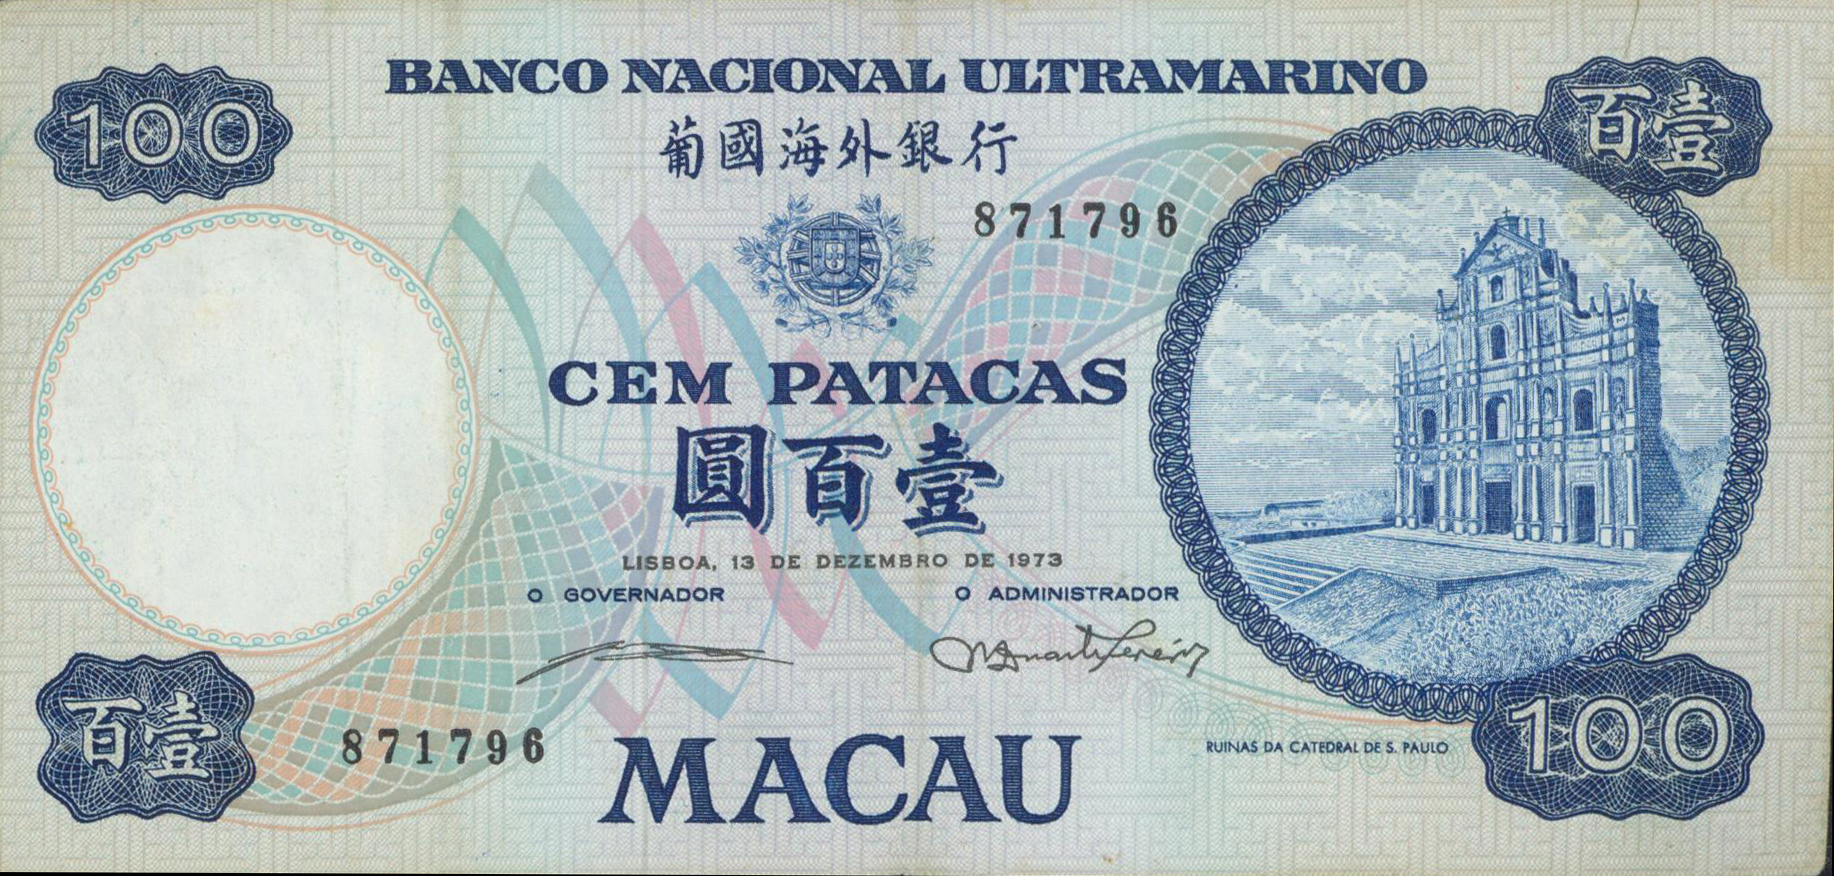 BANCO NACIONAL ULTRAMARINO
100
百壹
葡國海外銀行
871796
CEM PATACAS
圓百壹
LISBOA, 13 DE DEZEMBRO DE 1973
O GOVERNADOR
O ADMINISTRADOR
百壹
871796
MACAU
RUINAS DA CATEDRAL DE S. PAULO
100